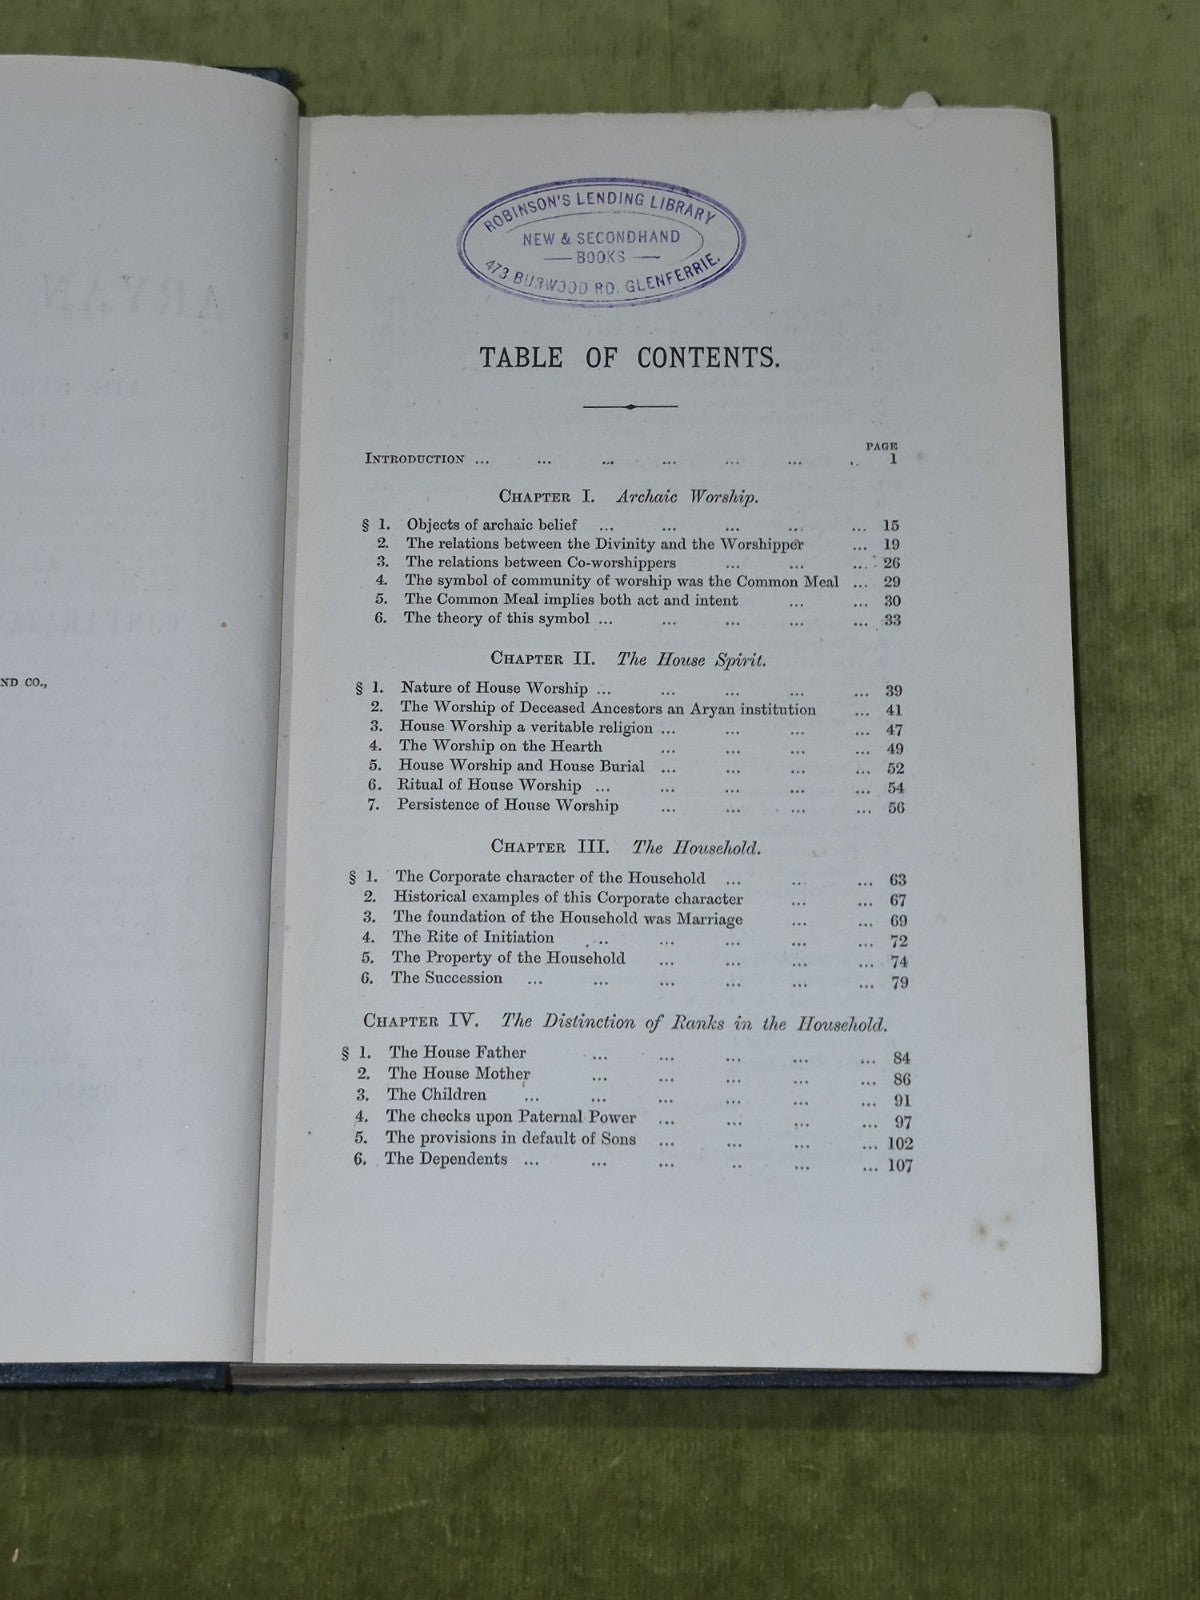 ND CO.,
ROBINSON'S LENDING LIBRARY
NEW & SECONDHAND
BOOKS
473 BURWOOD RD. GLENFERRIE.
TABLE OF CONTENTS.
PAGE
INTRODUCTION ... ... ... ... ... ... .. 1
CHAPTER I. Archaic Worship.
§ 1. Objects of archaic belief ... ... ... ... ... 15
2. The relations between the Divinity and the Worshipper ... 19
3. The relations between Co-worshippers ... ... ... 26
4. The symbol of community of worship was the Common Meal ... 29
5. The Common Meal implies both act and intent ... ... 30
6. The theory of this symbol ... ... ... ... ... 33
CHAPTER II. The House Spirit.
§ 1. Nature of House Worship ... ... ... ... ... 39
2. The Worship of Deceased Ancestors an Aryan institution ... 41
3. House Worship a veritable religion ... ... ... ... 47
4. The Worship on the Hearth ... ... ... ... 49
5. House Worship and House Burial ... ... ... ... 52
6. Ritual of House Worship ... ... ... ... ... 54
7. Persistence of House Worship ... ... ... ... 56
CHAPTER III. The Household.
§ 1. The Corporate character of the Household ... ... ... 63
2. Historical examples of this Corporate character ... ... 67
3. The foundation of the Household was Marriage ... ... 69
4. The Rite of Initiation ... ... ... ... ... 72
5. The Property of the Household ... ... ... ... 74
6. The Succession ... ... ... ... ... ... 79
CHAPTER IV. The Distinction of Ranks in the Household.
§ 1. The House Father ... ... ... ... ... 84
2. The House Mother ... ... ... ... ... 86
3. The Children ... ... ... ... ... ... 91
4. The checks upon Paternal Power ... ... ... ... 97
5. The provisions in default of Sons ... ... ... ... 102
6. The Dependents ... ... ... .. ... ... 107